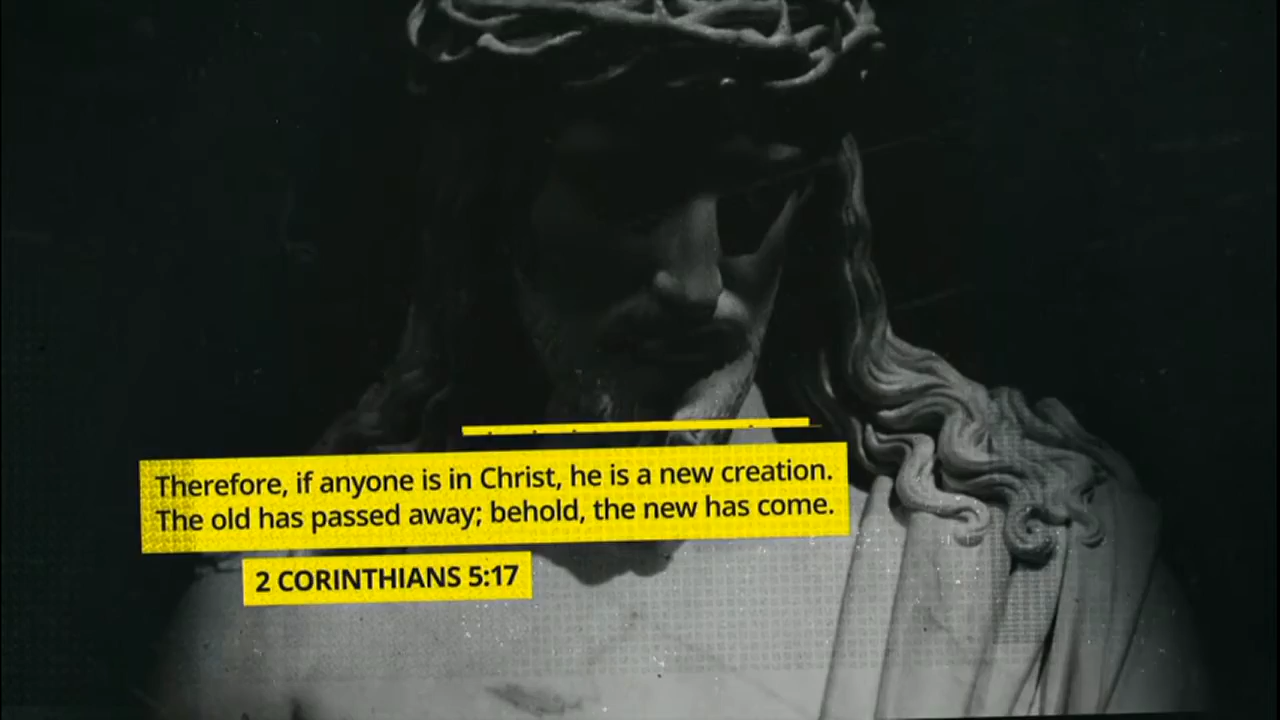 Therefore, if anyone is in Christ, he is a new creation.
The old has passed away; behold, the new has come.
2 CORINTHIANS 5:17